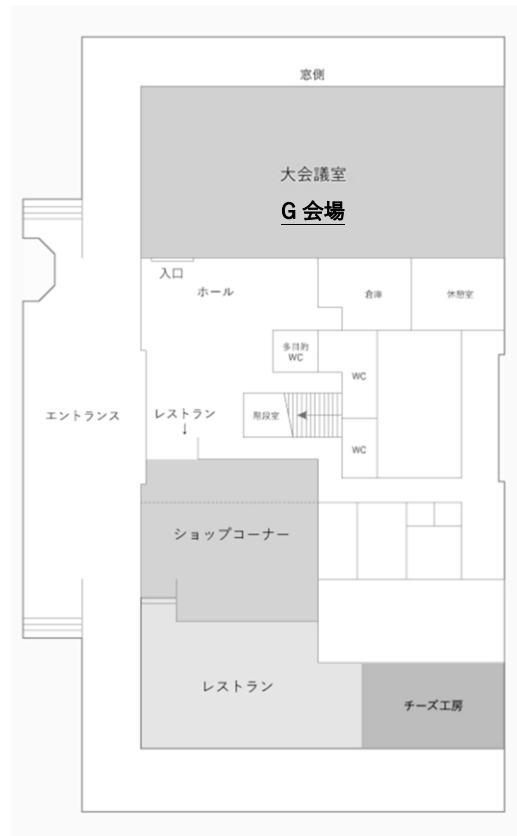 窓側
大会議室
G 会場
入口
ホール
倉庫
休憩室
多目的
WC
WC
エントランス
レストラン
↓
階段室
WC
ショップコーナー
レストラン
チーズ工房